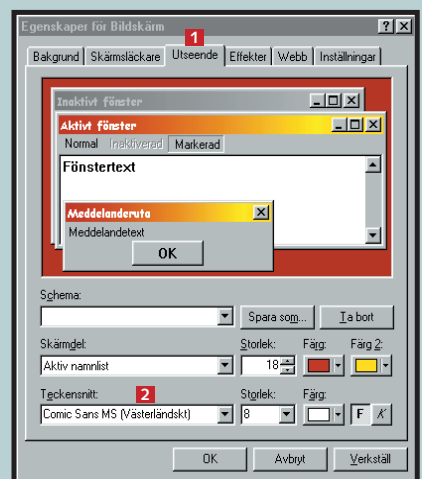 Egenskaper för Bildskärm
1
Bakgrund Skärmsläckare Utseende Effekter Webb Inställningar
Inaktivt fönster
Aktivt fönster
Normal Inaktiverad Markerad
Fönstertext
Meddelanderuta
Meddelandetext
OK
Schema:
Spara som... Ta bort
Skärmdel: Storlek: Färg: Färg 2:
Aktiv namnlist 18
Teckensnitt: 2 Storlek: Färg:
Comic Sans MS (Västerländskt) 8 F K
OK Avbryt Verkställ